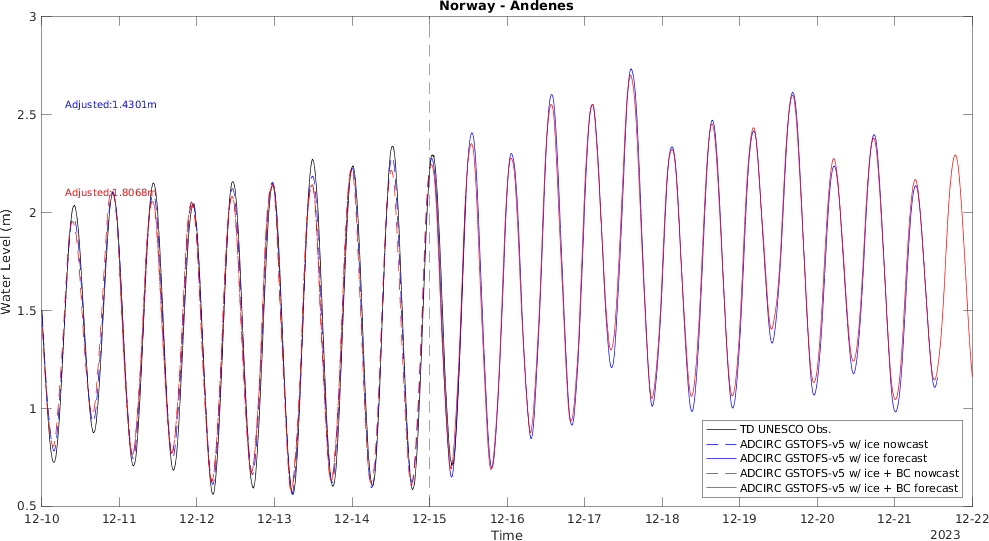 Norway - Andenes
3
Adjusted:1.4301m
2.5
Adjusted:1.8068m
2
Water Level (m)
1.5
1
TD UNESCO Obs.
ADCIRC GSTOFS-v5 w/ ice nowcast
ADCIRC GSTOFS-v5 w/ ice forecast
ADCIRC GSTOFS-v5 w/ ice + BC nowcast
ADCIRC GSTOFS-v5 w/ ice + BC forecast
0.5
12-10 12-11 12-12 12-13 12-14 12-15 12-16 12-17 12-18 12-19 12-20 12-21 12-22
Time
2023